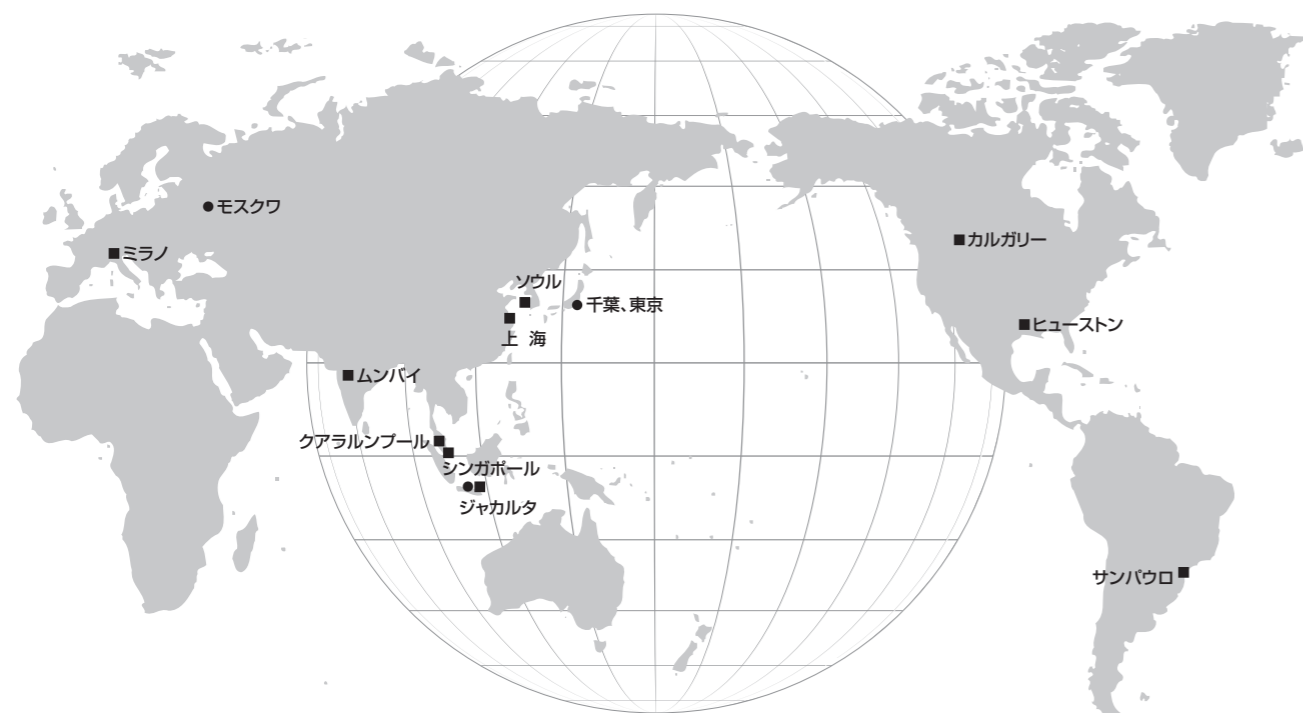 モスクワ
ミラノ
カルガリー
ソウル
千葉、東京
ヒューストン
上 海
ムンバイ
クアラルンプール
シンガポール
ジャカルタ
サンパウロ